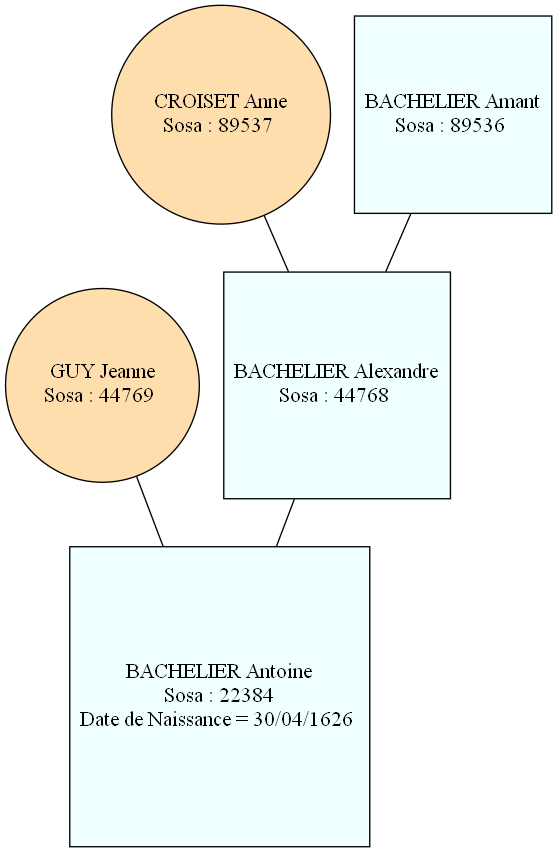 CROISET Anne
Sosa : 89537
BACHELIER Amant
Sosa : 89536
GUY Jeanne
Sosa : 44769
BACHELIER Alexandre
Sosa : 44768
BACHELIER Antoine
Sosa : 22384
Date de Naissance = 30/04/1626